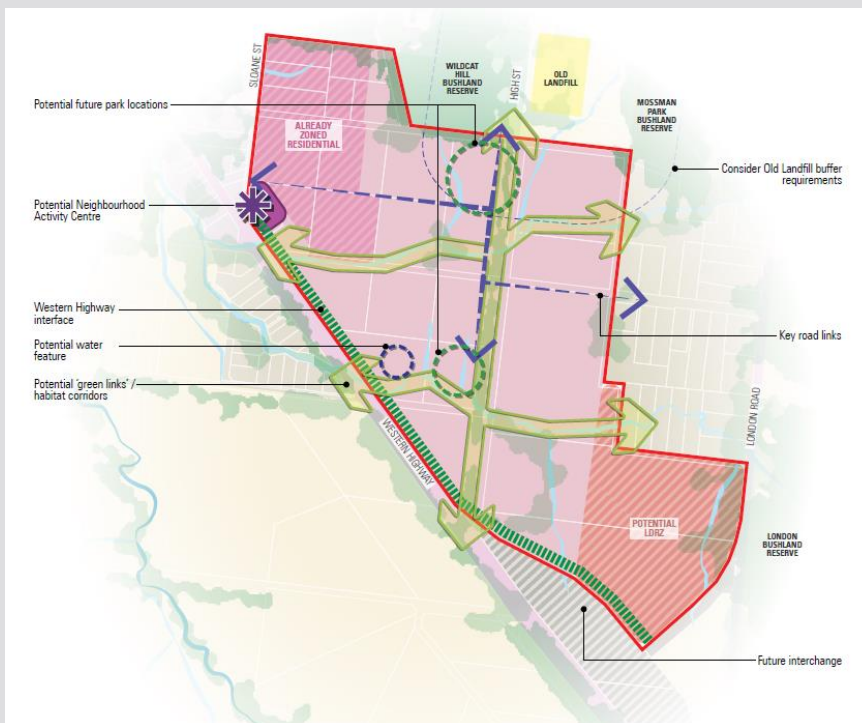 SLOANE ST
WILDCAT
HILL
BUSHLAND
RESERVE
HIGH ST
OLD
LANDFILL
MOSSMAN
PARK
BUSHLAND
RESERVE
Potential future park locations
ALREADY
ZONED
RESIDENTIAL
Consider Old Landfill buffer
requirements
Potential Neighbourhood
Activity Centre
Western Highway
interface
Key road links
Potential water
feature
Potential 'green links' /
habitat corridors
WESTERN HIGHWAY
LONDON ROAD
POTENTIAL
LDRZ
LONDON
BUSHLAND
RESERVE
Future interchange